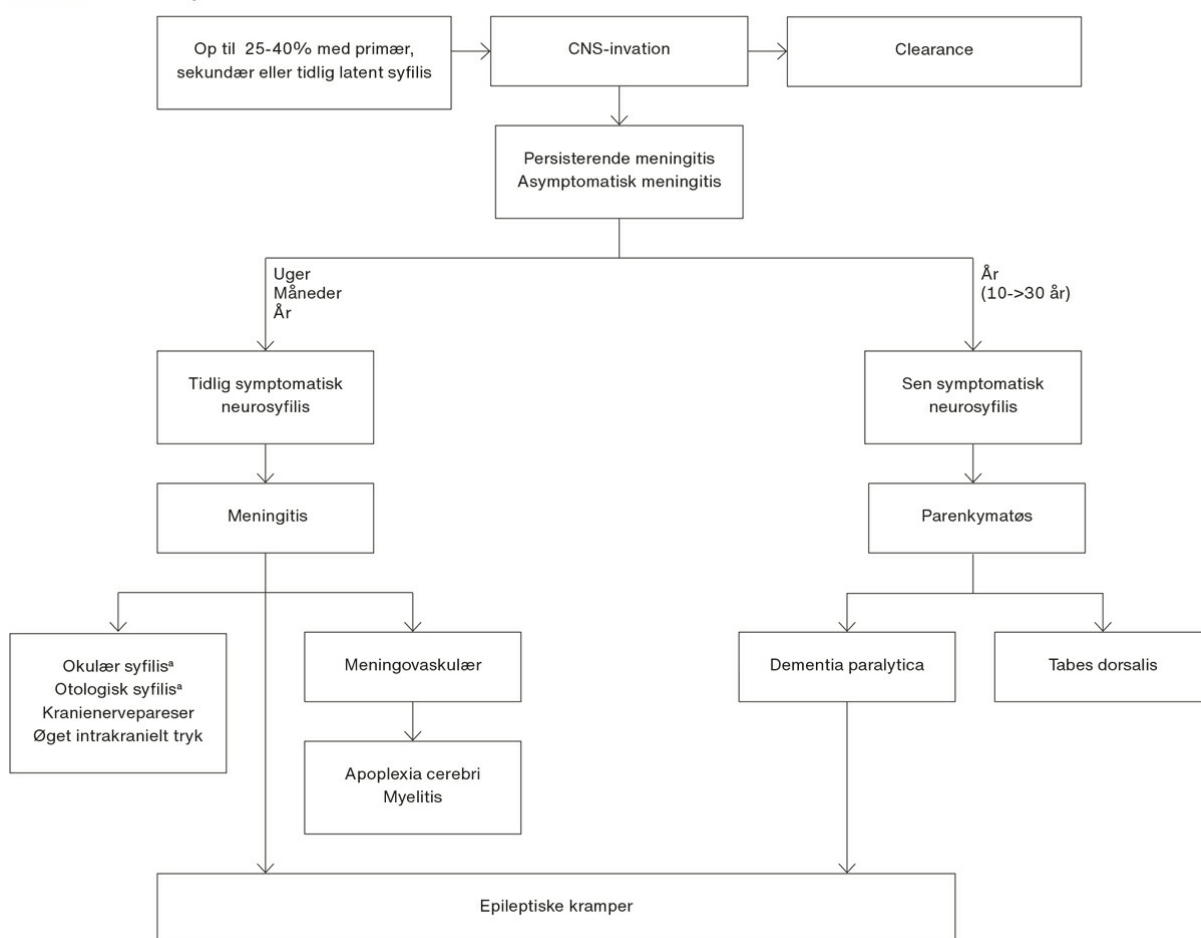 Op til 25-40% med primær,
sekundær eller tidlig latent syfilis
CNS-invation
Clearance
Persisterende meningitis
Asymptomatisk meningitis
Uger
Måneder
År
År
(10->30 år)
Tidlig symptomatisk
neurosyfilis
Sen symptomatisk
neurosyfilis
Meningitis
Parenkymatøs
Okulær syfilisᵃ
Otologisk syfilisᵃ
Kranienervepareser
Øget intrakranielt tryk
Meningovaskulær
Apoplexia cerebri
Myelitis
Dementia paralytica
Tabes dorsalis
Epileptiske kramper